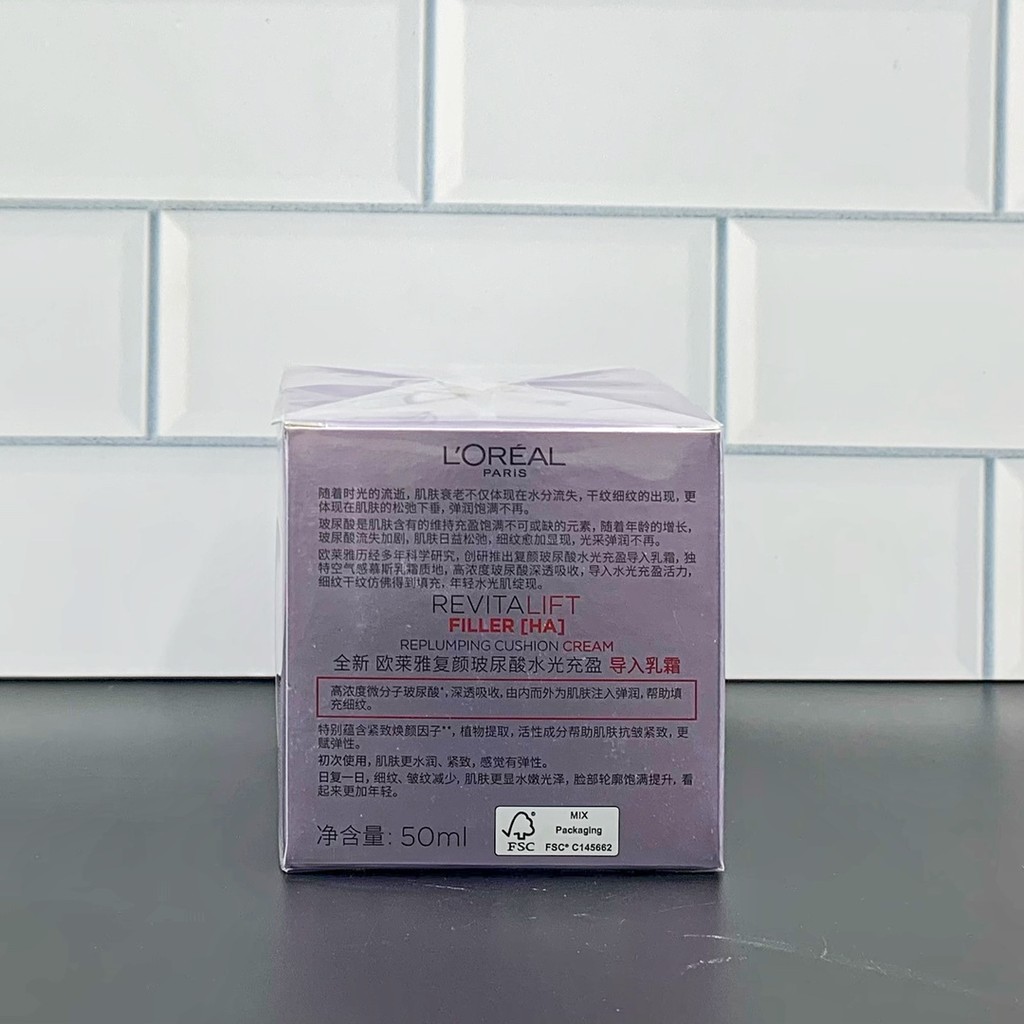 L'ORÉAL
PARIS
随着时光的流逝，肌肤衰老不仅体现在水分流失，干纹细纹的出现，更
体现在肌肤的松弛下垂，弹润饱满不再。
玻尿酸是肌肤含有的维持充盈饱满不可或缺的元素，随着年龄的增长，
玻尿酸流失加剧，肌肤日益松弛，细纹愈加显现，光采弹润不再。
欧莱雅历经多年科学研究，创研推出复颜玻尿酸水光充盈导入乳霜，独
特空气感慕斯乳霜质地，高浓度玻尿酸深透吸收，导入水光充盈活力，
细纹干纹仿佛得到填充，年轻水光肌绽现。
REVITALIFT
FILLER [HA]
REPLUMPING CUSHION CREAM
全新 欧莱雅复颜玻尿酸水光充盈 导入乳霜
高浓度微分子玻尿酸*，深透吸收，由内而外为肌肤注入弹润，帮助填
充细纹。
特别蕴含紧致焕颜因子**，植物提取，活性成分帮助肌肤抗皱紧致，更
赋弹性。
初次使用，肌肤更水润、紧致，感觉有弹性。
日复一日，细纹、皱纹减少，肌肤更显水嫩光泽，脸部轮廓饱满提升，看
起来更加年轻。
净含量: 50ml
FSC
MIX
Packaging
FSC® C145662